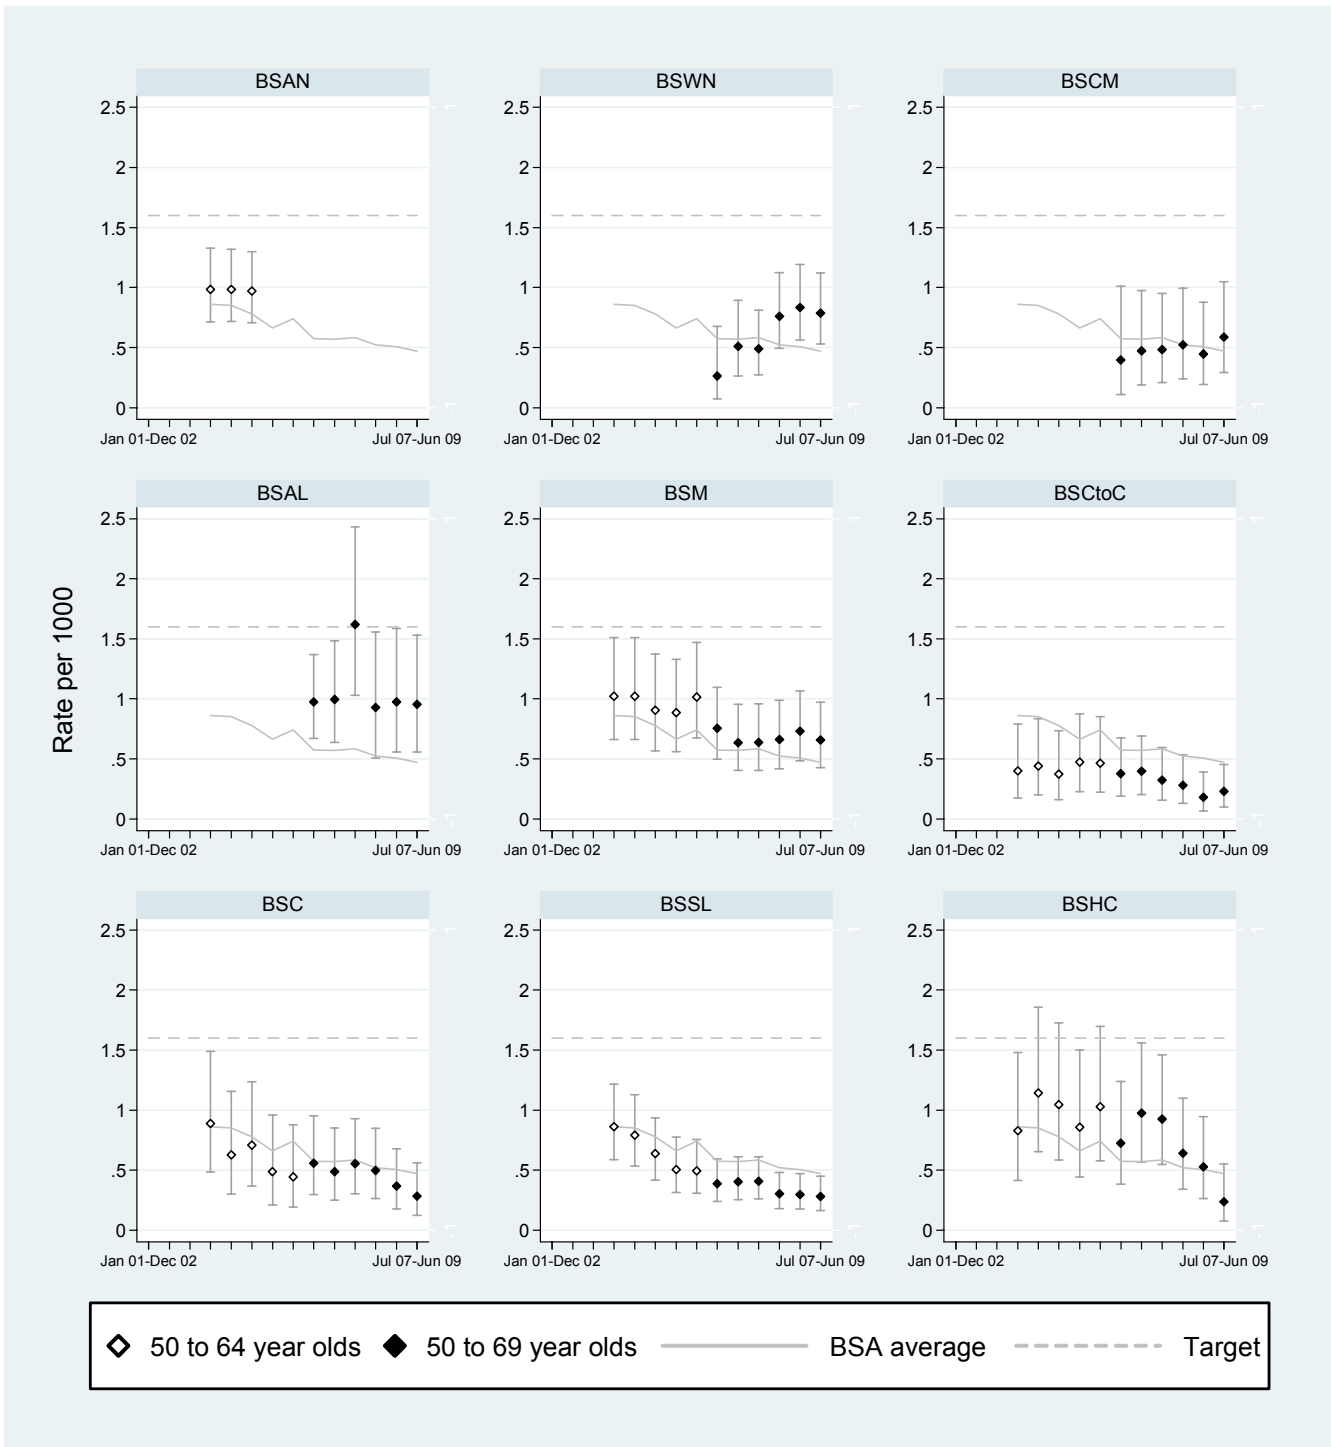 BSAN BSWN BSCM
2.5 2.5 2.5
2 2 2
1.5 1.5 1.5
1 1 1
.5 .5 .5
0 0 0
Jan 01-Dec 02 Jul 07-Jun 09 Jan 01-Dec 02 Jul 07-Jun 09 Jan 01-Dec 02 Jul 07-Jun 09
BSAL BSM BSCtoC
2.5 2.5 2.5
2 2 2
1.5 1.5 1.5
1 1 1
.5 .5 .5
0 0 0
Jan 01-Dec 02 Jul 07-Jun 09 Jan 01-Dec 02 Jul 07-Jun 09 Jan 01-Dec 02 Jul 07-Jun 09
Rate per 1000
BSC BSSL BSHC
2.5 2.5 2.5
2 2 2
1.5 1.5 1.5
1 1 1
.5 .5 .5
0 0 0
Jan 01-Dec 02 Jul 07-Jun 09 Jan 01-Dec 02 Jul 07-Jun 09 Jan 01-Dec 02 Jul 07-Jun 09
50 to 64 year olds 50 to 69 year olds BSA average Target